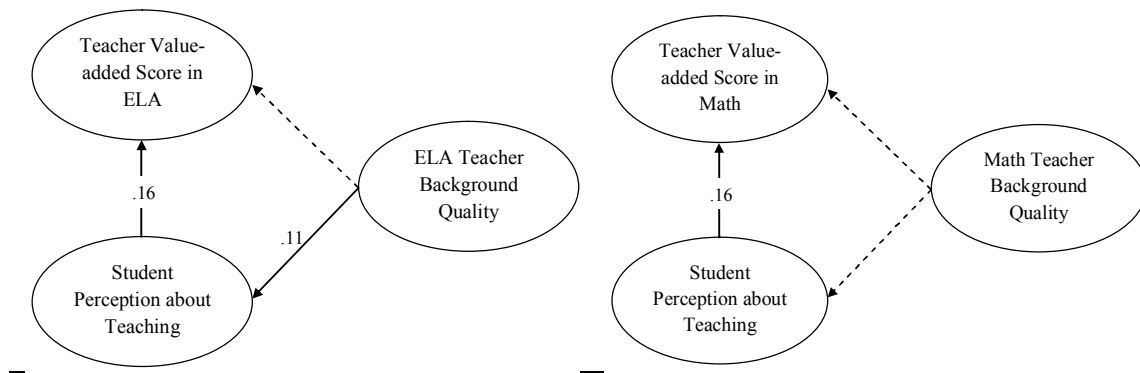 Teacher Value-
added Score in
ELA
ELA Teacher
Background
Quality
.16
.11
Student
Perception about
Teaching
Teacher Value-
added Score in
Math
Math Teacher
Background
Quality
.16
Student
Perception about
Teaching